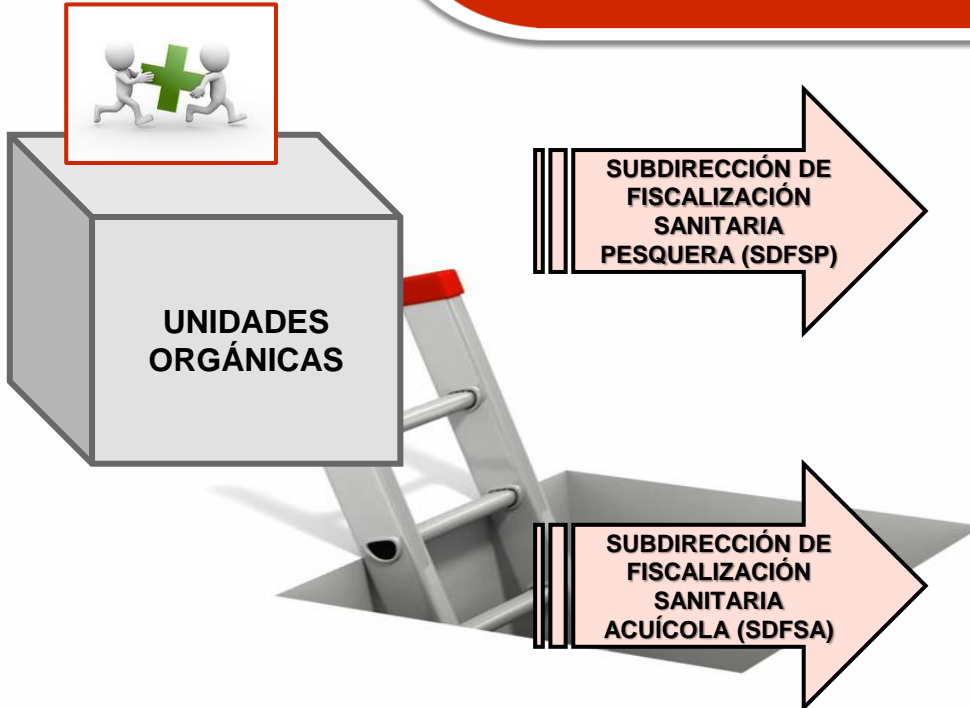 UNIDADES
ORGÁNICAS
SUBDIRECCIÓN DE
FISCALIZACIÓN
SANITARIA
PESQUERA (SDFSP)
SUBDIRECCIÓN DE
FISCALIZACIÓN
SANITARIA
ACUÍCOLA (SDFSA)